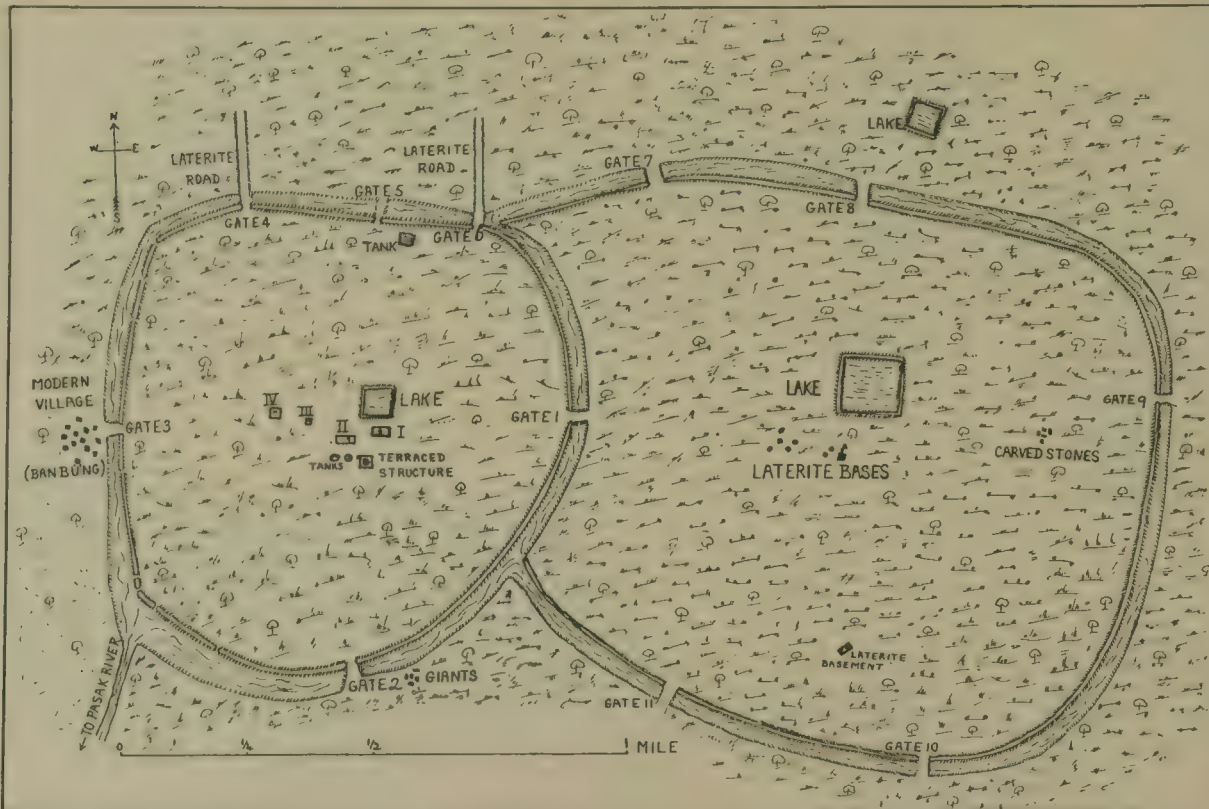 N
W E
S
LAKE
LATERITE
ROAD
LATERITE
ROAD
GATE 7
GATE 5
GATE 8
GATE 4
GATE 6
TANK
MODERN
VILLAGE
LAKE
IV
III
LAKE
GATE 9
GATE 3
II
I
GATE 1
(BAN BŪNG)
TANKS
TERRACED
STRUCTURE
LATERITE BASES
CARVED STONES
LATERITE
BASEMENT
GATE 2
GIANTS
GATE 11
← TO PASAK RIVER
GATE 10
0 ¼ 1/2 1 MILE